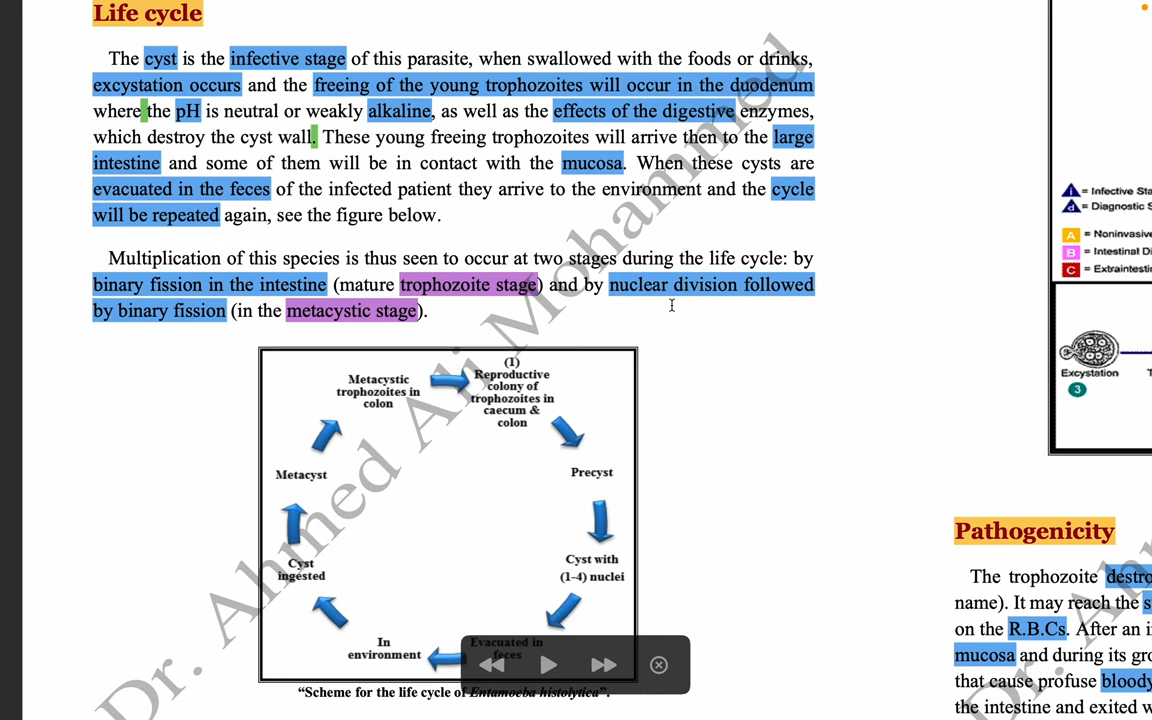 Life cycle
The cyst is the infective stage of this parasite, when swallowed with the foods or drinks,
excystation occurs and the freeing of the young trophozoites will occur in the duodenum
where the pH is neutral or weakly alkaline, as well as the effects of the digestive enzymes,
which destroy the cyst wall. These young freeing trophozoites will arrive then to the large
intestine and some of them will be in contact with the mucosa. When these cysts are
evacuated in the feces of the infected patient they arrive to the environment and the cycle
will be repeated again, see the figure below.
Multiplication of this species is thus seen to occur at two stages during the life cycle: by
binary fission in the intestine (mature trophozoite stage) and by nuclear division followed
by binary fission (in the metacystic stage).
(1)
Reproductive
colony of
trophozoites in
caecum &
colon
Precyst
Cyst with
(1-4) nuclei
Evacuated in
feces
In
environment
Cyst
ingested
Metacyst
Metacystic
trophozoites in
colon
"Scheme for the life cycle of Entamoeba histolytica".
Dr. Ahmed Ali Mohammed
i = Infective Sta
d = Diagnostic S
A = Noninvasive
B = Intestinal Di
C = Extraintesti
Excystation
3
Pathogenicity
The trophozoite destro
name). It may reach the s
on the R.B.Cs. After an i
mucosa and during its gro
that cause profuse bloody
the intestine and exited w